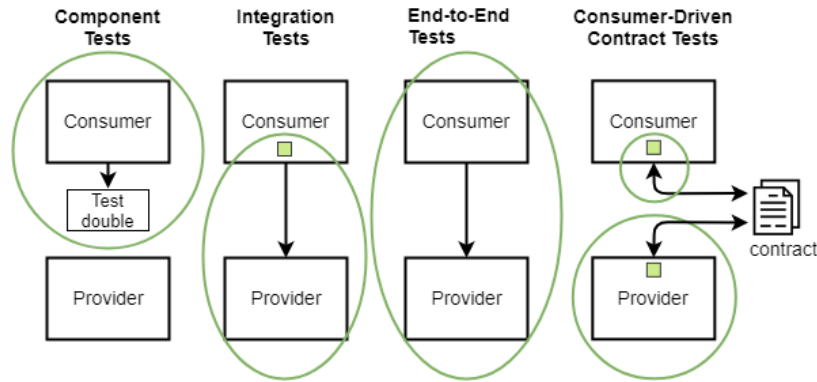 Component
Tests
Integration
Tests
End-to-End
Tests
Consumer-Driven
Contract Tests
Consumer
Consumer
Consumer
Consumer
Test
double
contract
Provider
Provider
Provider
Provider